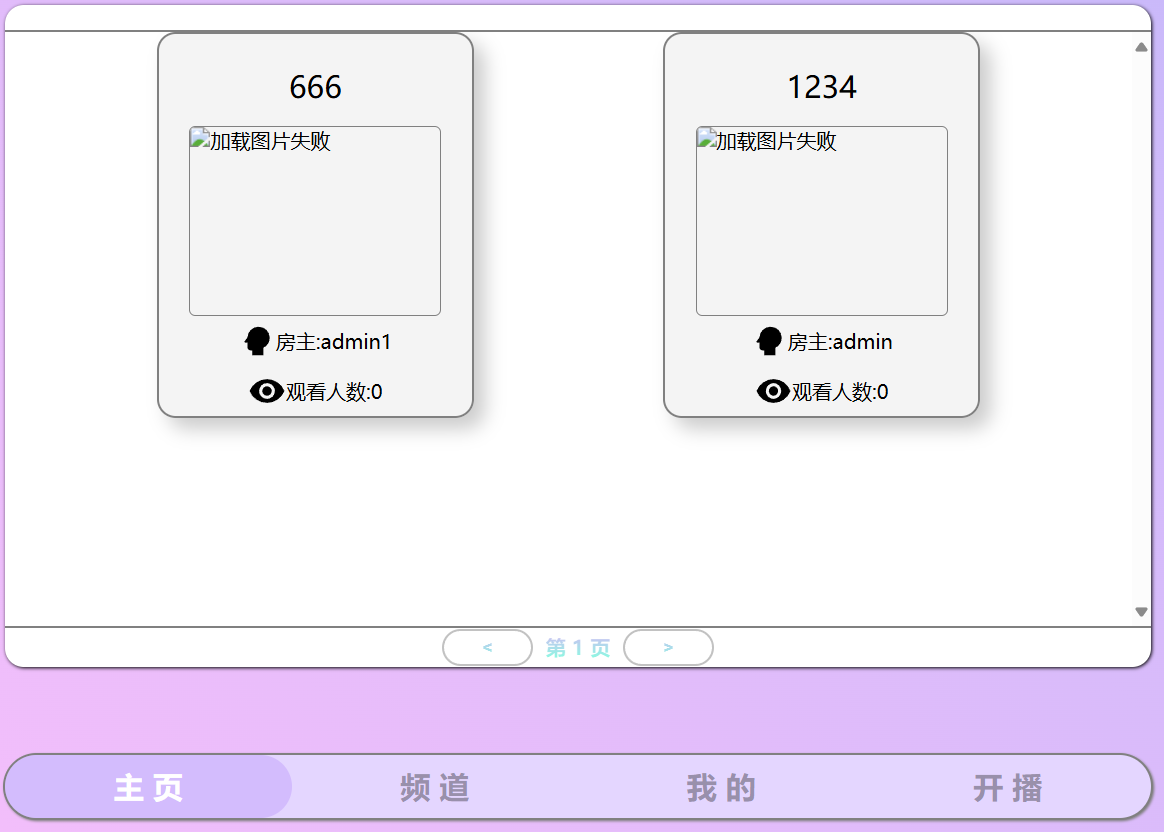 666
加载图片失败
房主:admin1
观看人数:0
1234
加载图片失败
房主:admin
观看人数:0
< 第 1 页 >
主 页 频 道 我 的 开 播